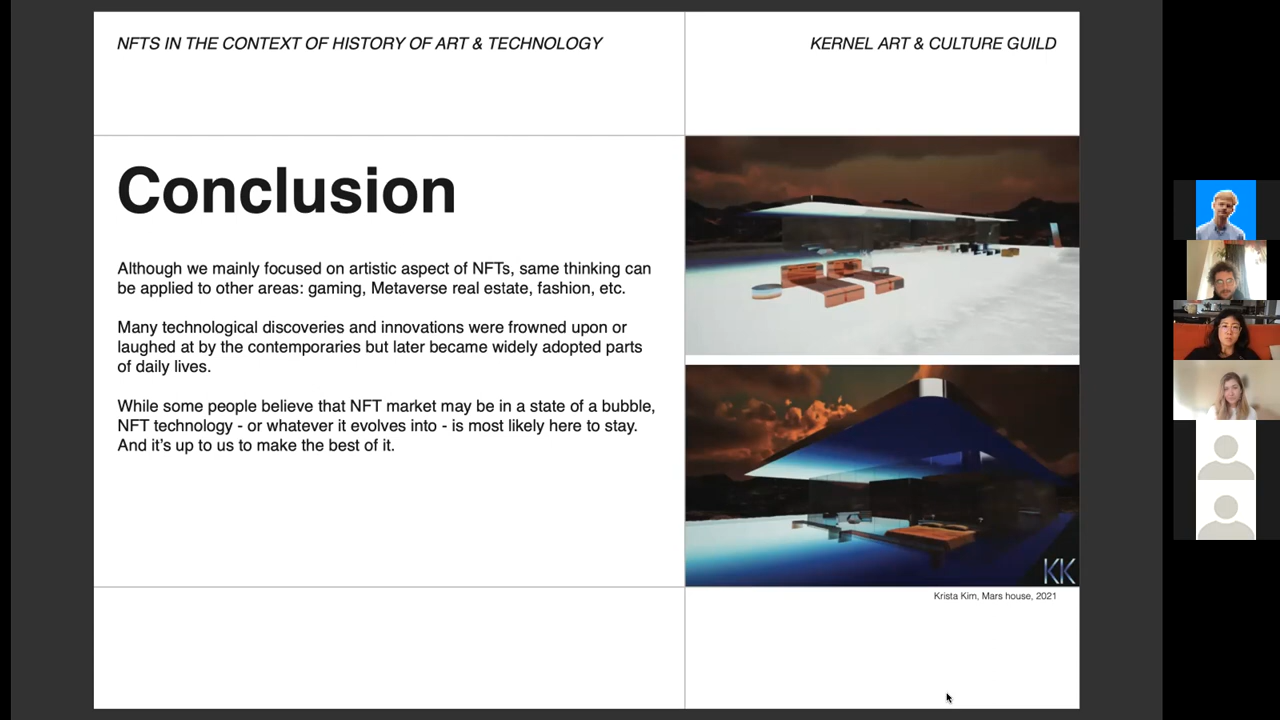 NFTS IN THE CONTEXT OF HISTORY OF ART & TECHNOLOGY
KERNEL ART & CULTURE GUILD
Conclusion
Although we mainly focused on artistic aspect of NFTs, same thinking can
be applied to other areas: gaming, Metaverse real estate, fashion, etc.
Many technological discoveries and innovations were frowned upon or
laughed at by the contemporaries but later became widely adopted parts
of daily lives.
While some people believe that NFT market may be in a state of a bubble,
NFT technology - or whatever it evolves into - is most likely here to stay.
And it’s up to us to make the best of it.
KK
Krista Kim, Mars house, 2021